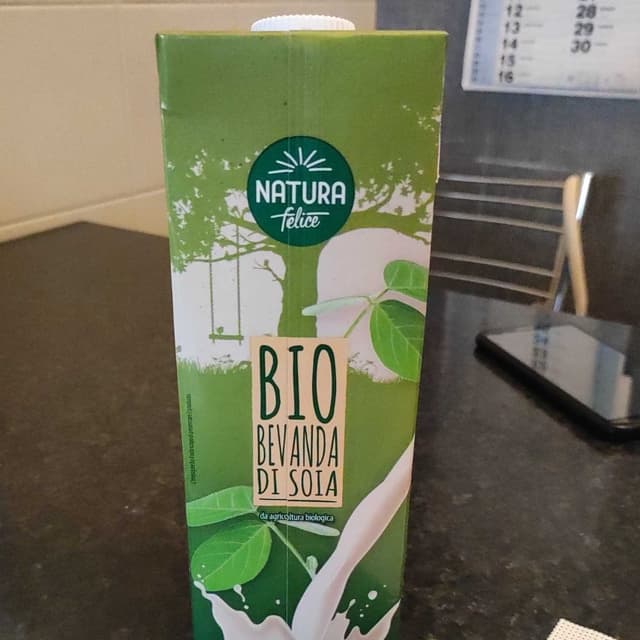 12
13
14
15
16
28
29
30
NATURA
felice
BIO
BEVANDA
DI SOIA
da agricoltura biologica